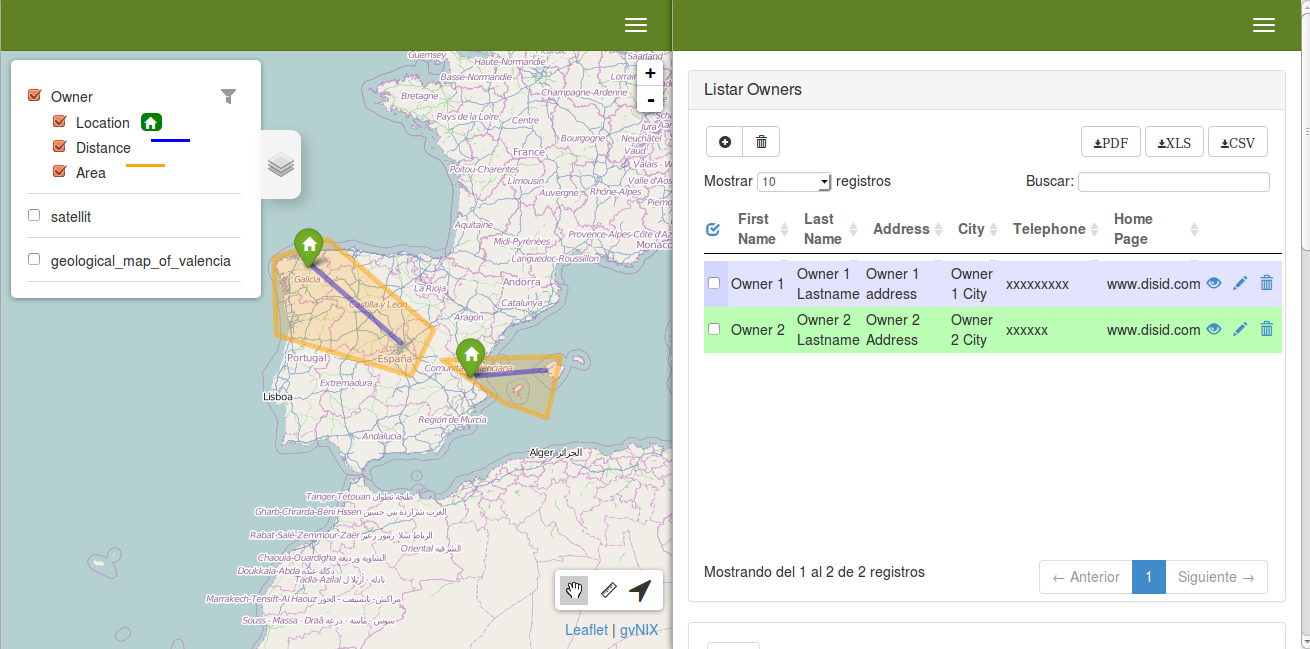 Owner
Location
Distance
Area
satellit
geological_map_of_valencia
+
-
Guernsey
Haute-Normandie
Basse-Normandie
Picardie
Saarland
Lorraine
Bretagne
Champagne-Ardenne
Pays de la Loire
Centre
Bourgogne
France
Poitou-Charentes
Limousin
Auvergne
Rhône-Alpes
Aquitaine
Midi-Pyrénées
Languedoc-Roussillon
Monaco
Andorra
Catalunya
La Rioja
Aragón
Galicia
Castilla y León
Portugal
España
Comunitat Valenciana
Extremadura
Lisboa
Región de Murcia
Andalucía
Alger الجزائر
Tanger-Tétouan طنجة تطوان
Gharb-Chrarda-Béni Hssen الغرب شراردة بني حسين
Rabat-Salé-Zemmour-Zaer الرباط سلا زمور زعير
Oriental الشرقية
Chaouia-Ouardigha الشاوية ورديغة
Doukkala-Abda دكالة عبدة
Tadla-Azilal تادلة - أزيلال
Marrakech-Tensift-Al Haouz مراكش - تانسيفت - الحوز
Souss - Massa - Draâ سوس - ماسة - درعة
Leaflet | gvNIX
Listar Owners
PDF XLS CSV
Mostrar 10 registros Buscar:
First Name Last Name Address City Telephone Home Page
Owner 1 Owner 1 Lastname Owner 1 address Owner 1 City xxxxxxxxx www.disid.com
Owner 2 Owner 2 Lastname Owner 2 Address Owner 2 City xxxxxx www.disid.com
Mostrando del 1 al 2 de 2 registros
← Anterior 1 Siguiente →